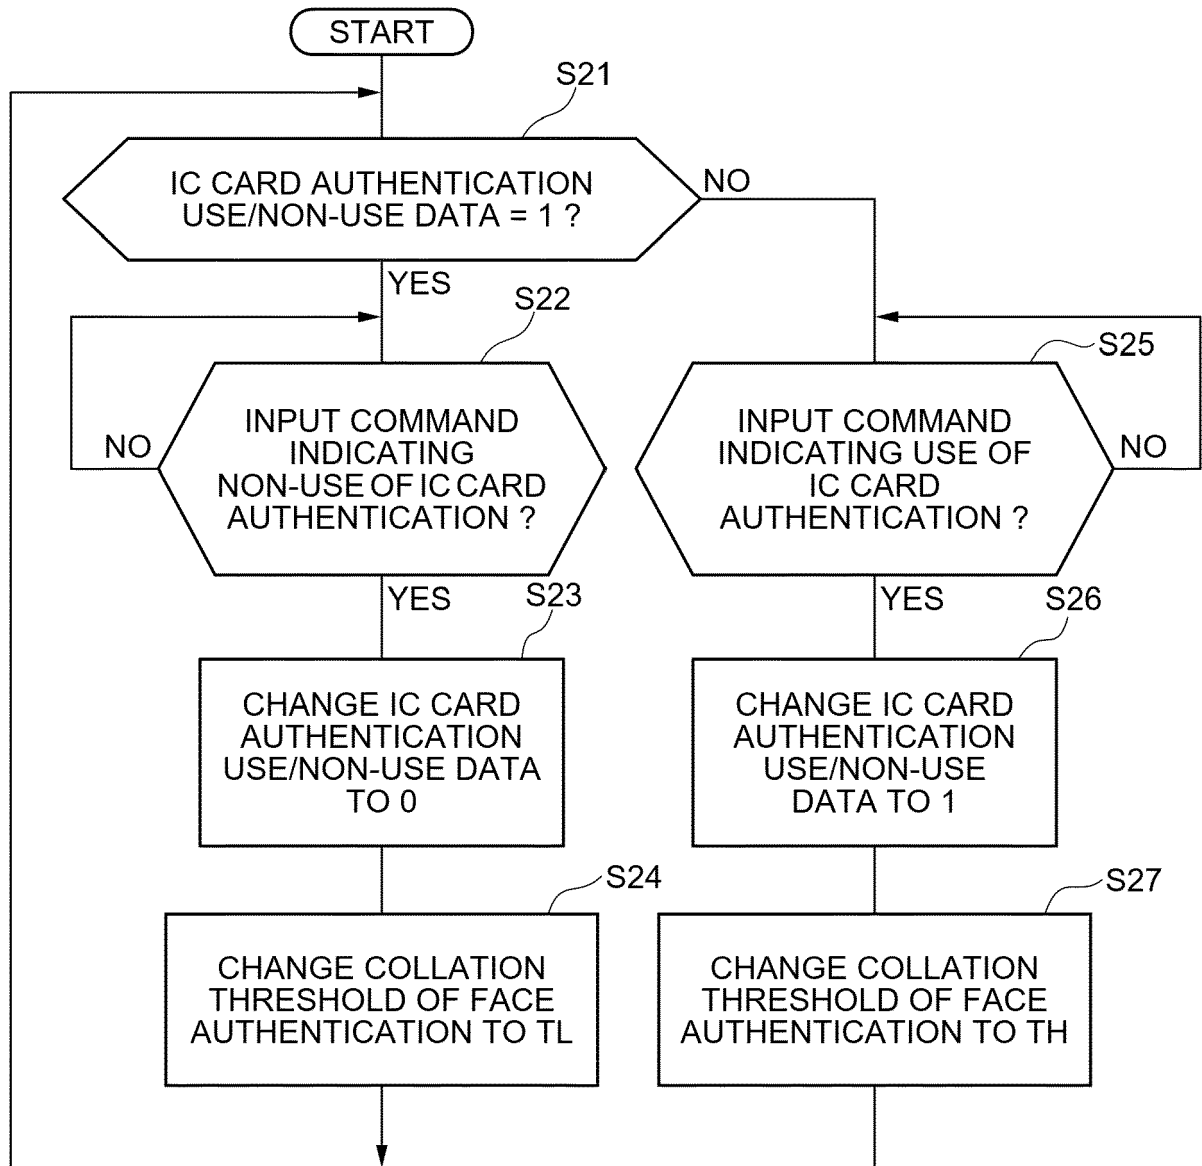 START
S21
IC CARD AUTHENTICATION
USE/NON-USE DATA = 1 ?
NO
YES
S22
INPUT COMMAND
INDICATING
NON-USE OF IC CARD
AUTHENTICATION ?
NO
YES
S25
INPUT COMMAND
INDICATING USE OF
IC CARD
AUTHENTICATION ?
NO
YES
S23
CHANGE IC CARD
AUTHENTICATION
USE/NON-USE DATA
TO 0
S26
CHANGE IC CARD
AUTHENTICATION
USE/NON-USE
DATA TO 1
S24
CHANGE COLLATION
THRESHOLD OF FACE
AUTHENTICATION TO TL
S27
CHANGE COLLATION
THRESHOLD OF FACE
AUTHENTICATION TO TH